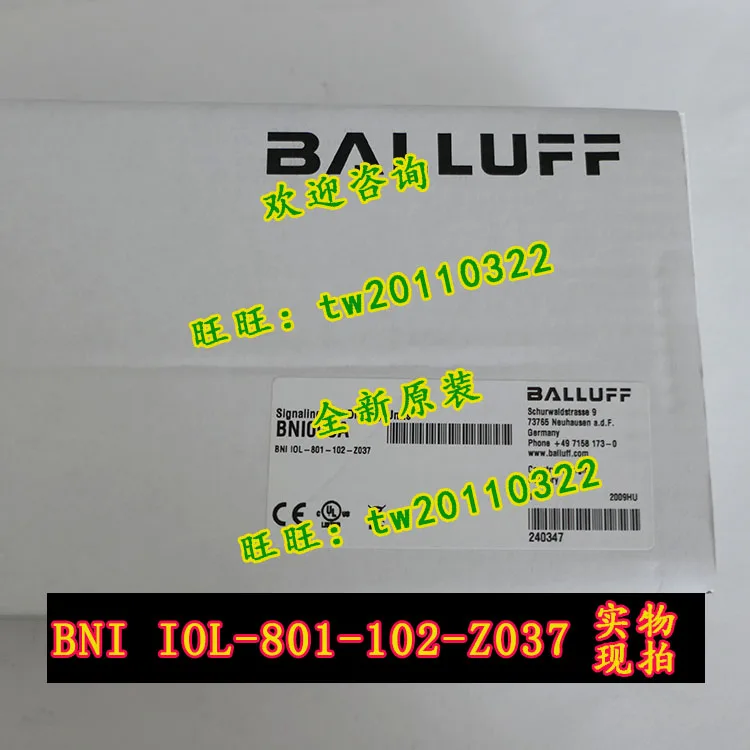 BALLUFF
欢迎咨询
旺旺：tw20110322
全新原装
BALLUFF
Schurwaldstrasse 9
73765 Neuhausen a.d.F.
Germany
Phone +49 7158 173-0
www.balluff.com
Signaling
BNI IOL-801-102-Z037
CE
UL
2009HU
240347
旺旺：tw20110322
BNI IOL-801-102-Z037 实物现拍